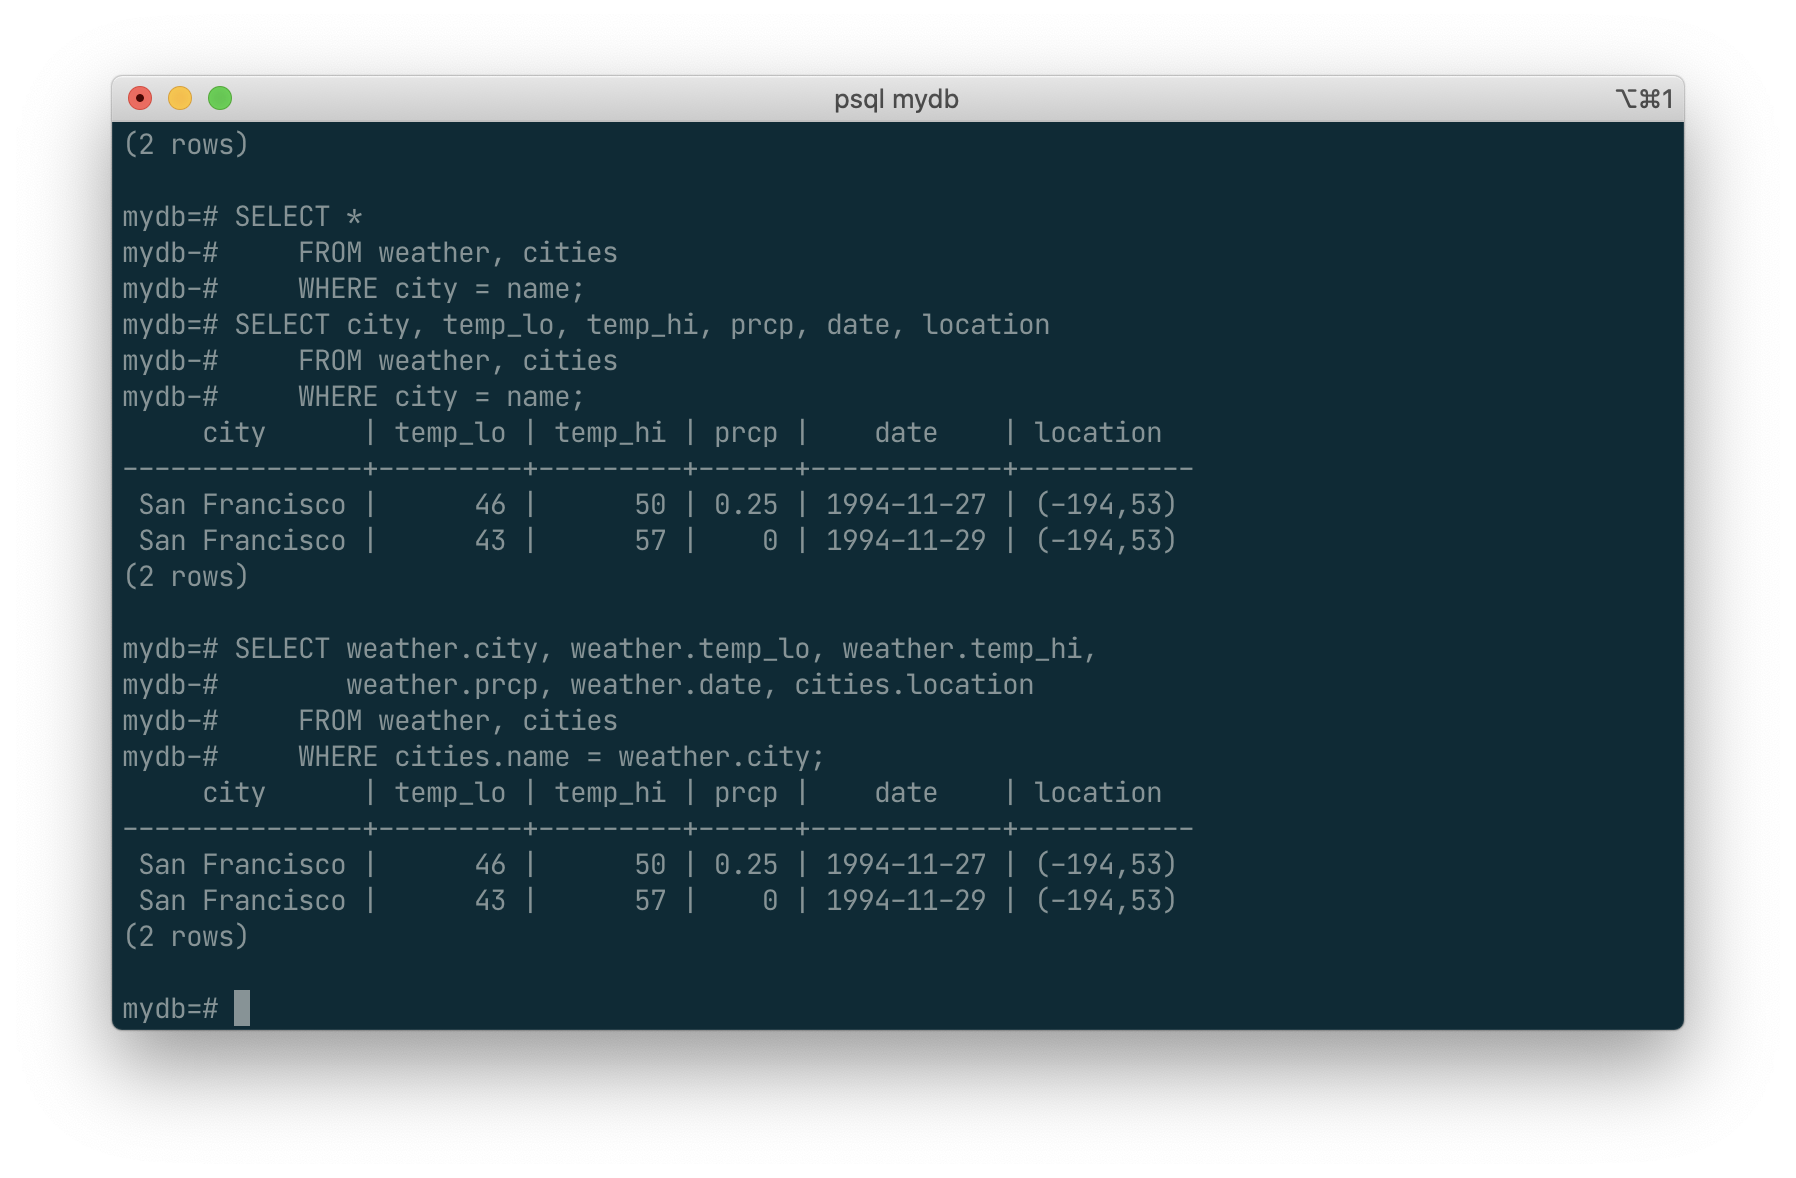 psql mydb
⌥⌘1
(2 rows)

mydb=# SELECT *
mydb-#     FROM weather, cities
mydb-#     WHERE city = name;
mydb=# SELECT city, temp_lo, temp_hi, prcp, date, location
mydb-#     FROM weather, cities
mydb-#     WHERE city = name;
     city      | temp_lo | temp_hi | prcp |    date    | location
---------------+---------+---------+------+------------+-----------
 San Francisco |      46 |      50 | 0.25 | 1994-11-27 | (-194,53)
 San Francisco |      43 |      57 |    0 | 1994-11-29 | (-194,53)
(2 rows)

mydb=# SELECT weather.city, weather.temp_lo, weather.temp_hi,
mydb-#        weather.prcp, weather.date, cities.location
mydb-#     FROM weather, cities
mydb-#     WHERE cities.name = weather.city;
     city      | temp_lo | temp_hi | prcp |    date    | location
---------------+---------+---------+------+------------+-----------
 San Francisco |      46 |      50 | 0.25 | 1994-11-27 | (-194,53)
 San Francisco |      43 |      57 |    0 | 1994-11-29 | (-194,53)
(2 rows)

mydb=#